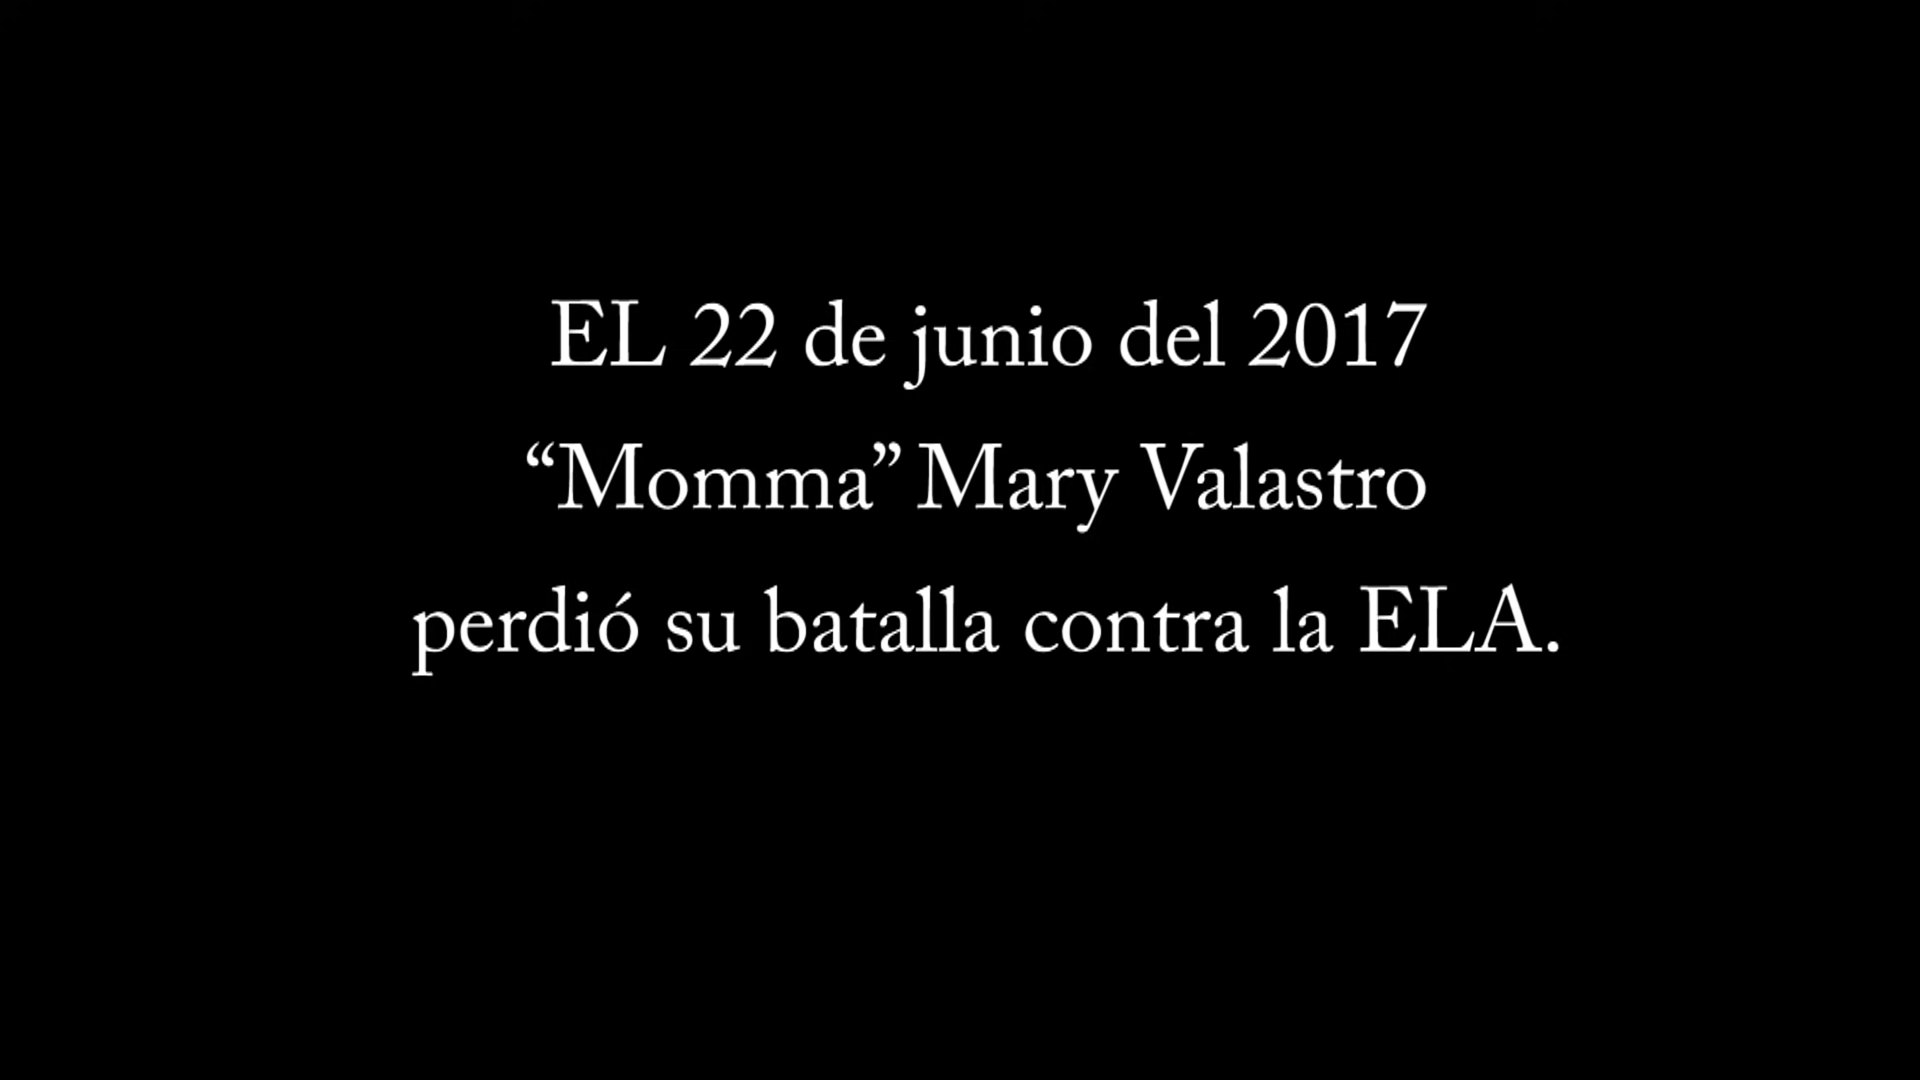 EL 22 de junio del 2017
“Momma” Mary Valastro
perdió su batalla contra la ELA.